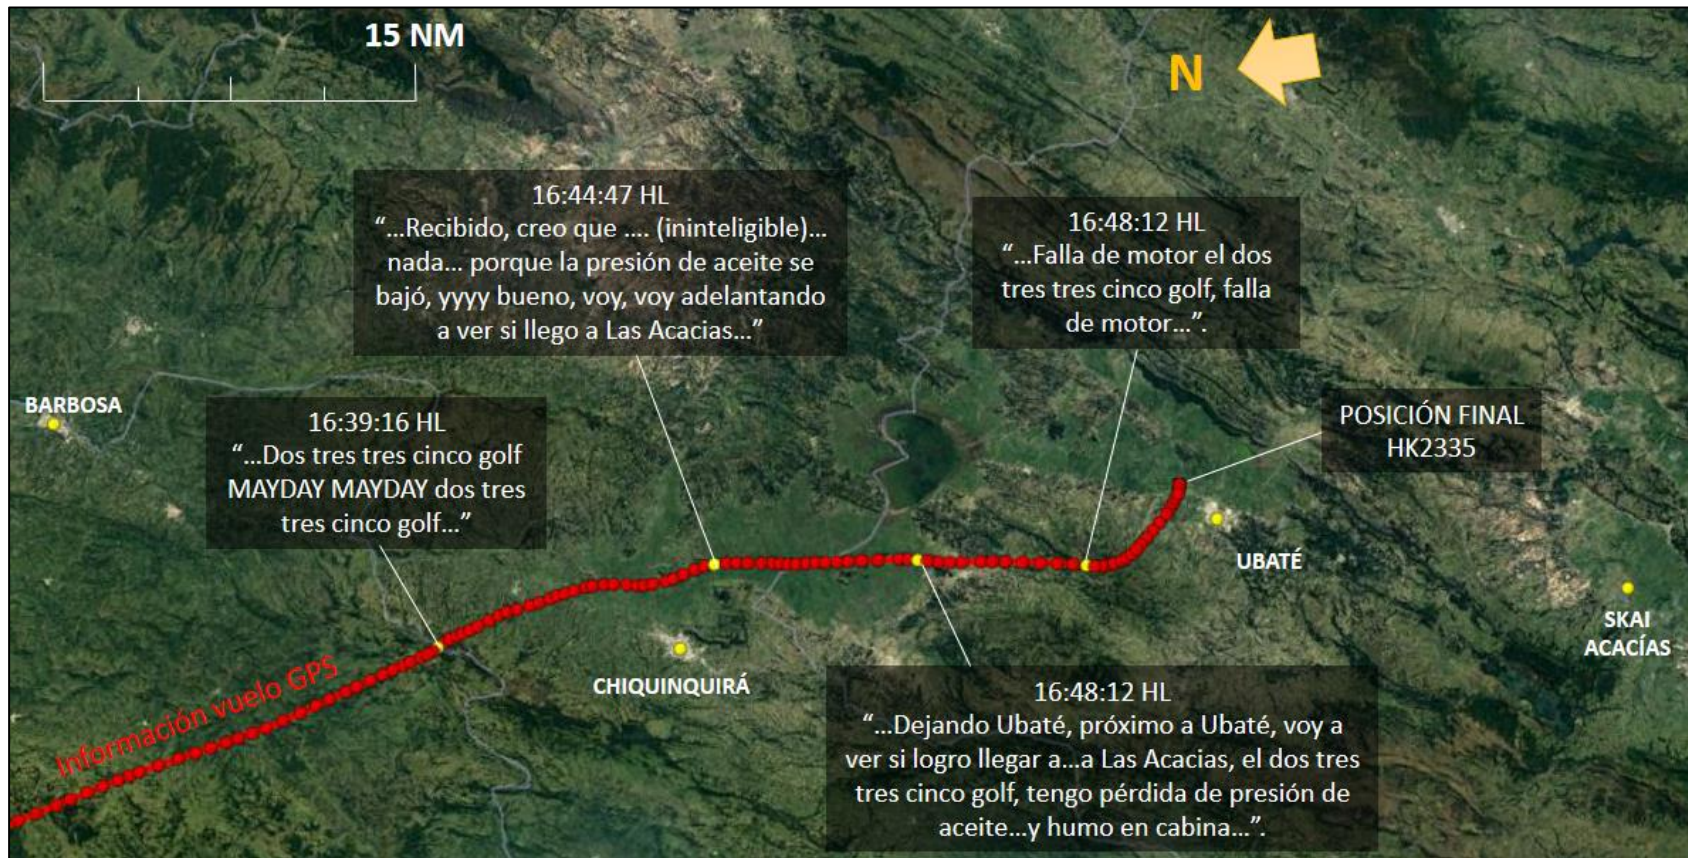 15 NM
N
16:44:47 HL
“...Recibido, creo que .... (ininteligible)...
nada... porque la presión de aceite se
bajó, yyyy bueno, voy, voy adelantando
a ver si llego a Las Acacias...”
16:48:12 HL
“...Falla de motor el dos
tres tres cinco golf, falla
de motor...”.
BARBOSA
16:39:16 HL
“...Dos tres tres cinco golf
MAYDAY MAYDAY dos tres
tres cinco golf...”
POSICIÓN FINAL
HK2335
UBATÉ
SKAI
ACACÍAS
CHIQUINQUIRÁ
Información vuelo GPS
16:48:12 HL
“...Dejando Ubaté, próximo a Ubaté, voy a
ver si logro llegar a...a Las Acacias, el dos tres
tres cinco golf, tengo pérdida de presión de
aceite...y humo en cabina...”.